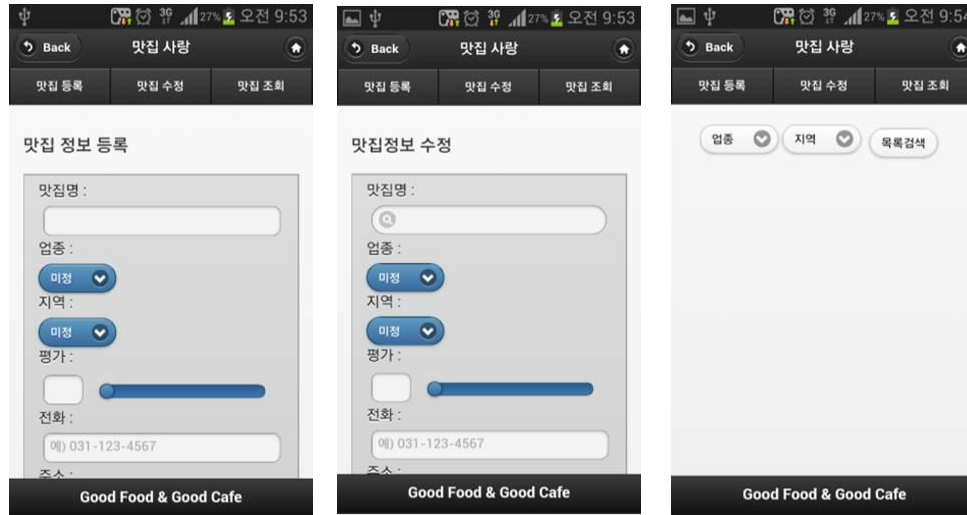 3G 27% 오전 9:53
Back 맛집 사랑
맛집 등록 맛집 수정 맛집 조회
맛집 정보 등록
맛집명 :
업종 :
미정
지역 :
미정
평가 :
전화 :
예) 031-123-4567
주소 :
Good Food & Good Cafe
3G 27% 오전 9:53
Back 맛집 사랑
맛집 등록 맛집 수정 맛집 조회
맛집정보 수정
맛집명 :
업종 :
미정
지역 :
미정
평가 :
전화 :
예) 031-123-4567
주소 :
Good Food & Good Cafe
3G 27% 오전 9:54
Back 맛집 사랑
맛집 등록 맛집 수정 맛집 조회
업종 지역 목록검색
Good Food & Good Cafe